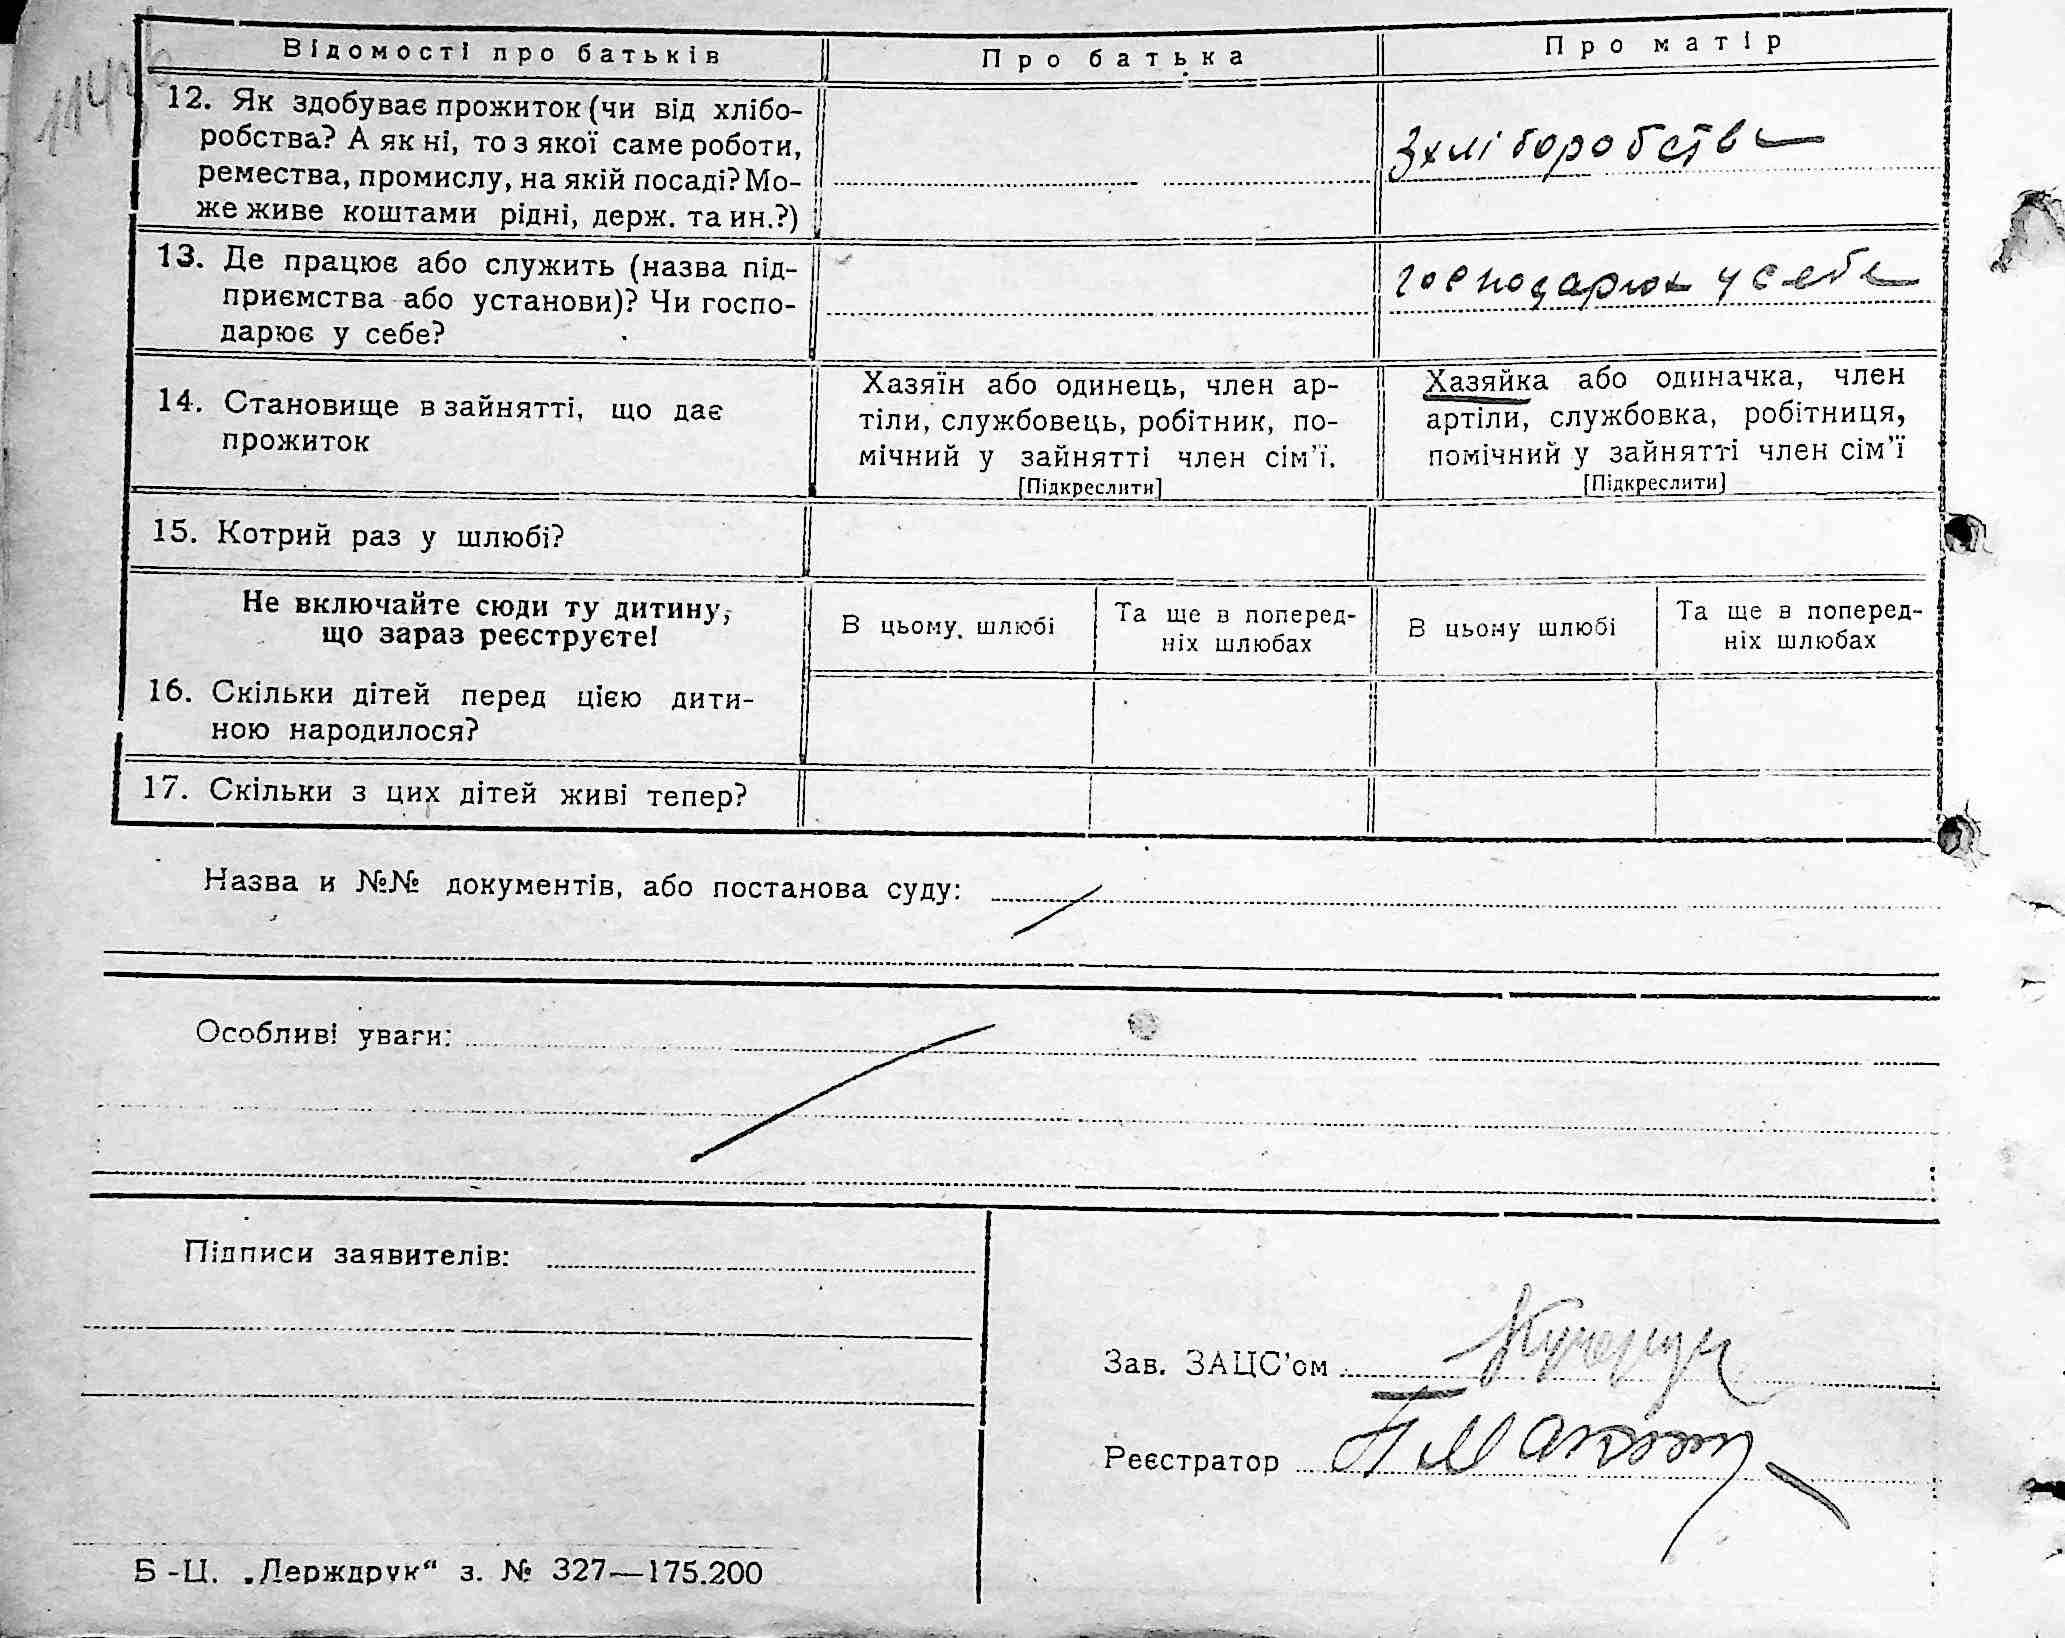 Відомості про батьків
Про батька
Про матір
12. Як здобуває прожиток (чи від хлібо-
робства? А як ні, то з якої саме роботи,
ремества, промислу, на якій посаді? Мо-
же живе коштами рідні, держ. та ин.?)
З хліборобства
13. Де працює або служить (назва під-
приємства або установи)? Чи госпо-
дарює у себе?
господарює у себе
14. Становище в зайнятті, що дає
прожиток
Хазяїн або одинець, член ар-
тіли, службовець, робітник, по-
мічний у зайнятті член сім'ї.
[Підкреслити]
Хазяйка або одиначка, член
артіли, службовка, робітниця,
помічний у зайнятті член сім'ї
[Підкреслити]
15. Котрий раз у шлюбі?
Не включайте сюди ту дитину,
що зараз реєструєте!
В цьому шлюбі
Та ще в поперед-
ніх шлюбах
В цьому шлюбі
Та ще в поперед-
ніх шлюбах
16. Скільки дітей перед цією дити-
ною народилося?
17. Скільки з цих дітей живі тепер?
Назва и №№ документів, або постанова суду:
Особливі уваги:
Підписи заявителів:
Зав. ЗАЦС'ом
Реєстратор
Б-Ц. „Держдрук“ з. № 327—175.200